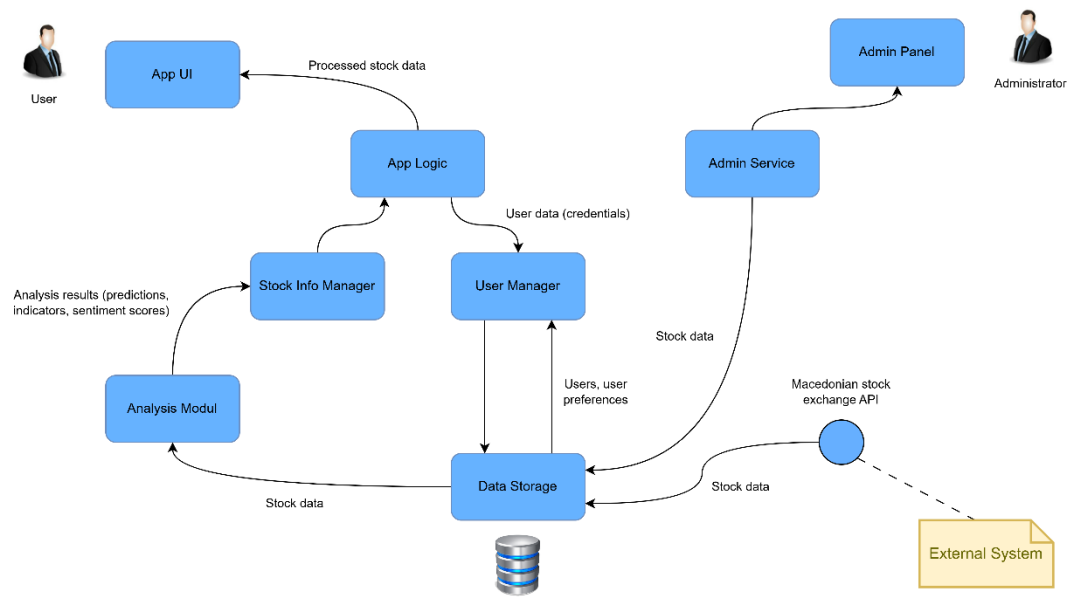 User
App UI
Processed stock data
Admin Panel
Administrator
App Logic
Admin Service
User data (credentials)
Stock Info Manager
User Manager
Analysis results (predictions,
indicators, sentiment scores)
Stock data
Users, user
preferences
Macedonian stock
exchange API
Analysis Modul
Data Storage
Stock data
Stock data
External System